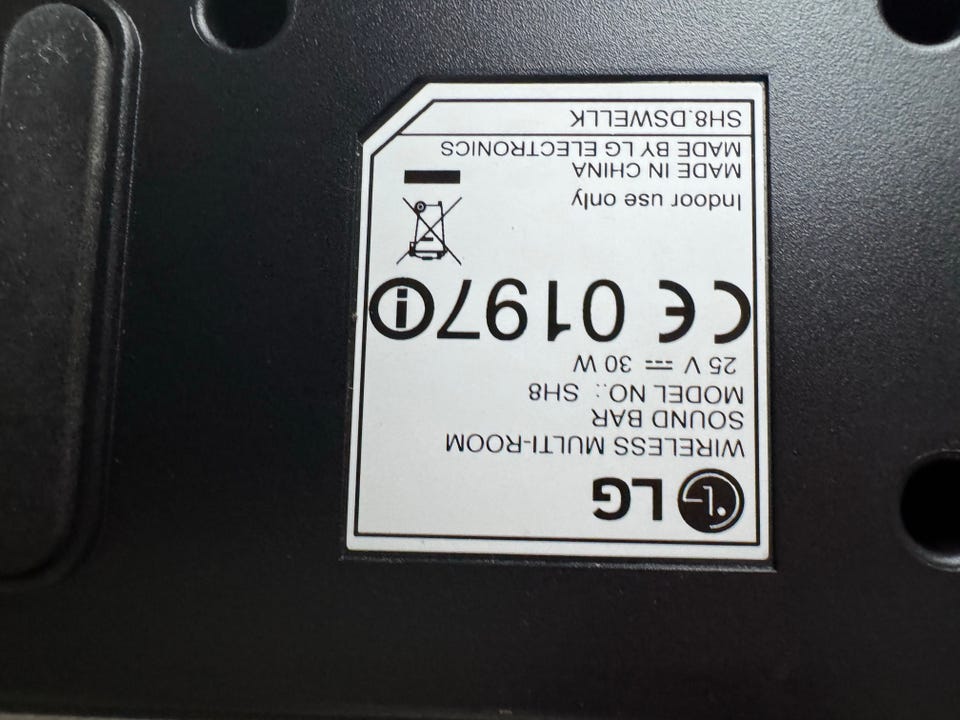 LG
WIRELESS MULTI-ROOM
SOUND BAR
MODEL NO.: SH8
25 V ⎓ 30 W
CE 0197
Indoor use only
MADE IN CHINA
MADE BY LG ELECTRONICS
SH8.DSWELLK